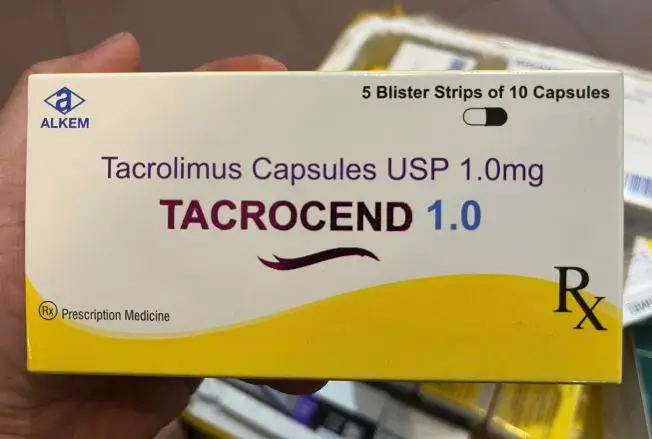 ALKEM
5 Blister Strips of 10 Capsules
Tacrolimus Capsules USP 1.0mg
TACROCEND 1.0
Rx Prescription Medicine
Rx